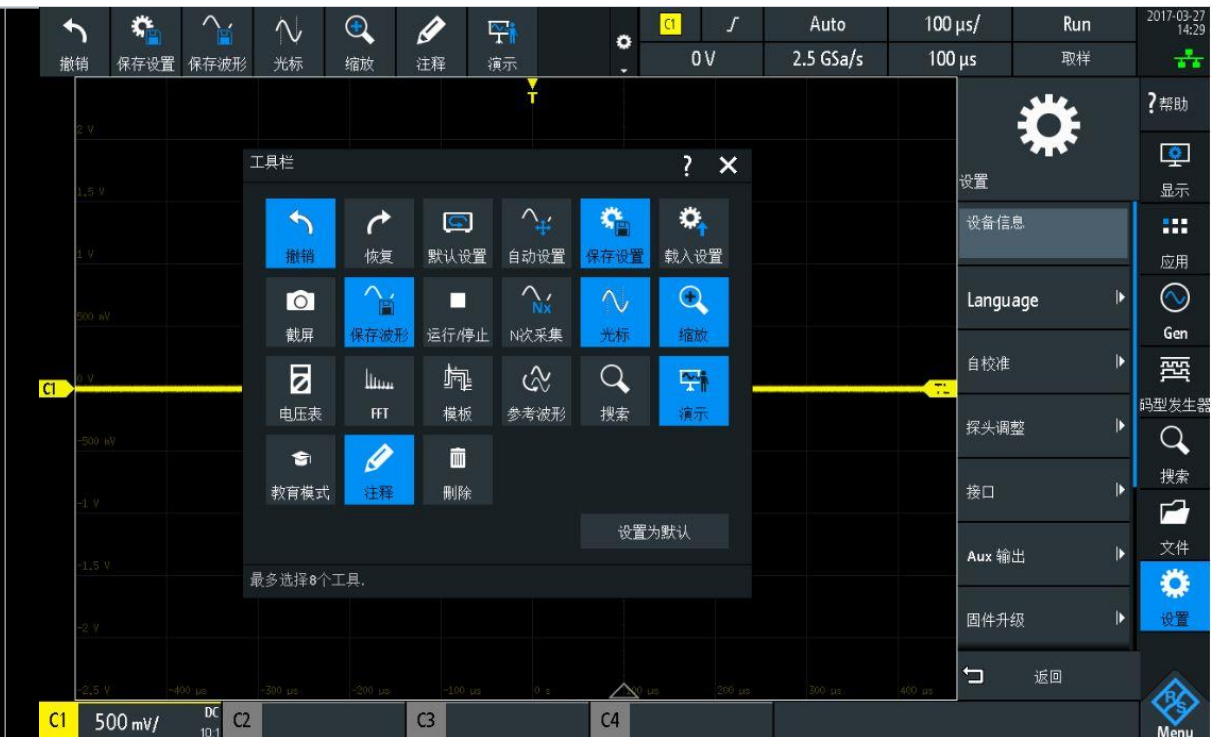 撤销 保存设置 保存波形 光标 缩放 注释 演示
C1 Auto 100 µs/ Run
0 V 2.5 GSa/s 100 µs 取样
2017-03-27
14:29
T
2 V
1.5 V
1 V
500 mV
0 V
-500 mV
-1 V
-1.5 V
-2 V
-2.5 V
-400 µs -300 µs -200 µs -100 µs 0 s 200 µs 300 µs 400 µs
C1
TL
工具栏 ? ×
撤销 恢复 默认设置 自动设置 保存设置 载入设置
截屏 保存波形 运行/停止 N次采集 光标 缩放
Nx
电压表 FFT 模板 参考波形 搜索 演示
教育模式 注释 删除
设置为默认
最多选择8个工具.
设置
设备信息
Language
自校准
探头调整
接口
Aux 输出
固件升级
返回
?帮助
显示
应用
Gen
码型发生器
搜索
文件
设置
R&S
Menu
C1 500 mV/ DC
10:1
C2
C3
C4